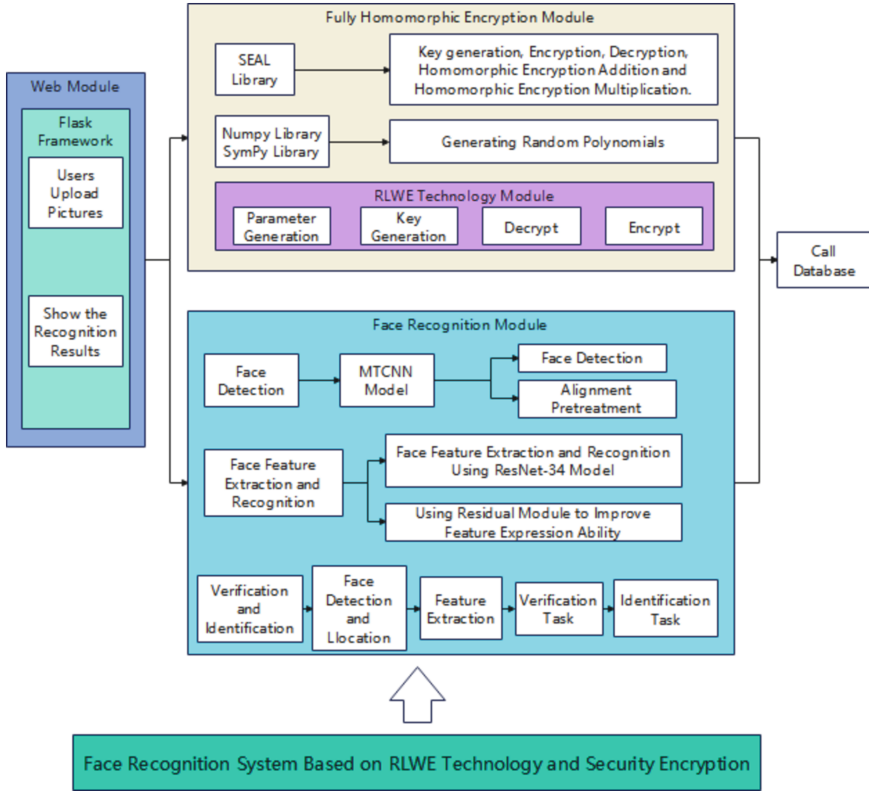 Fully Homomorphic Encryption Module
SEAL
Library
Key generation, Encryption, Decryption,
Homomorphic Encryption Addition and
Homomorphic Encryption Multiplication.
Web Module
Flask
Framework
Users
Upload
Pictures
Show the
Recognition
Results
Numpy Library
SymPy Library
Generating Random Polynomials
RLWE Technology Module
Parameter
Generation
Key
Generation
Decrypt
Encrypt
Call
Database
Face Recognition Module
Face
Detection
MTCNN
Model
Face Detection
Alignment
Pretreatment
Face Feature
Extraction and
Recognition
Face Feature Extraction and Recognition
Using ResNet-34 Model
Using Residual Module to Improve
Feature Expression Ability
Verification
and
Identification
Face
Detection
and
Llocation
Feature
Extraction
Verification
Task
Identification
Task
Face Recognition System Based on RLWE Technology and Security Encryption